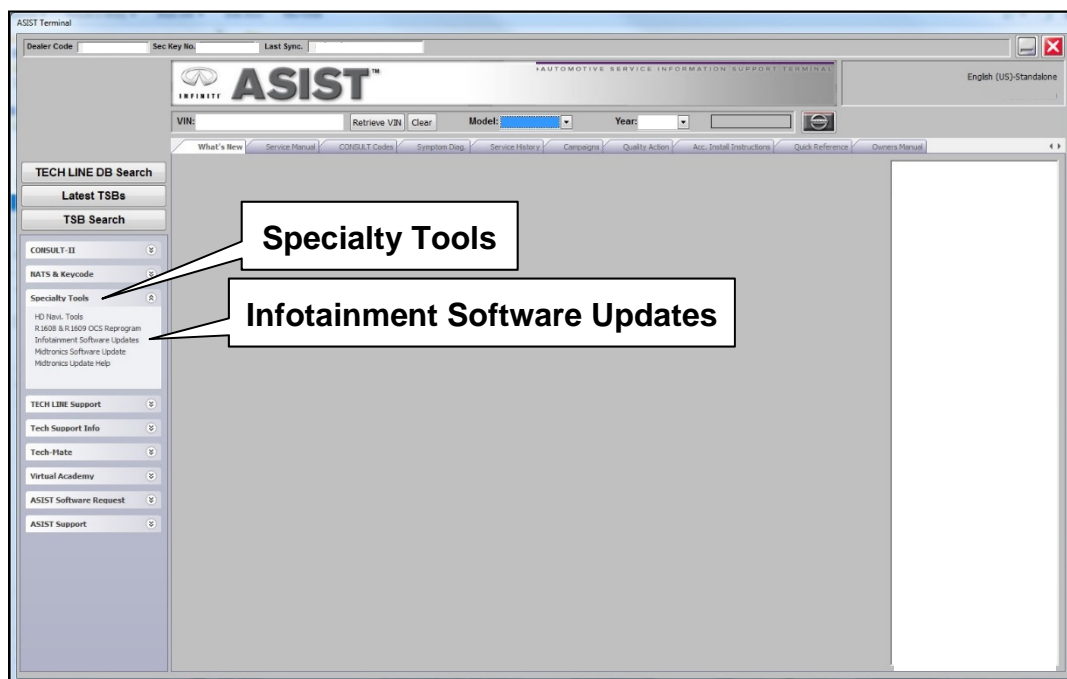 ASIST Terminal
Dealer Code
Sec Key No.
Last Sync.
INFINITI ASIST™
AUTOMOTIVE SERVICE INFORMATION SUPPORT TERMINAL
English (US)-Standalone
VIN: Retrieve VIN Clear Model: Year:
What's New Service Manual CONSULT Codes Symptom Diag. Service History Campaigns Quality Action Acc. Install Instructions Quick Reference Owners Manual
TECH LINE DB Search
Latest TSBs
TSB Search
CONSULT-II
NATS & Keycode
Specialty Tools
HD Navi. Tools
R1608 & R1609 OCS Reprogram
Infotainment Software Updates
Midtronics Software Update
Midtronics Update Help
TECH LINE Support
Tech Support Info
Tech-Mate
Virtual Academy
ASIST Software Request
ASIST Support
Specialty Tools
Infotainment Software Updates